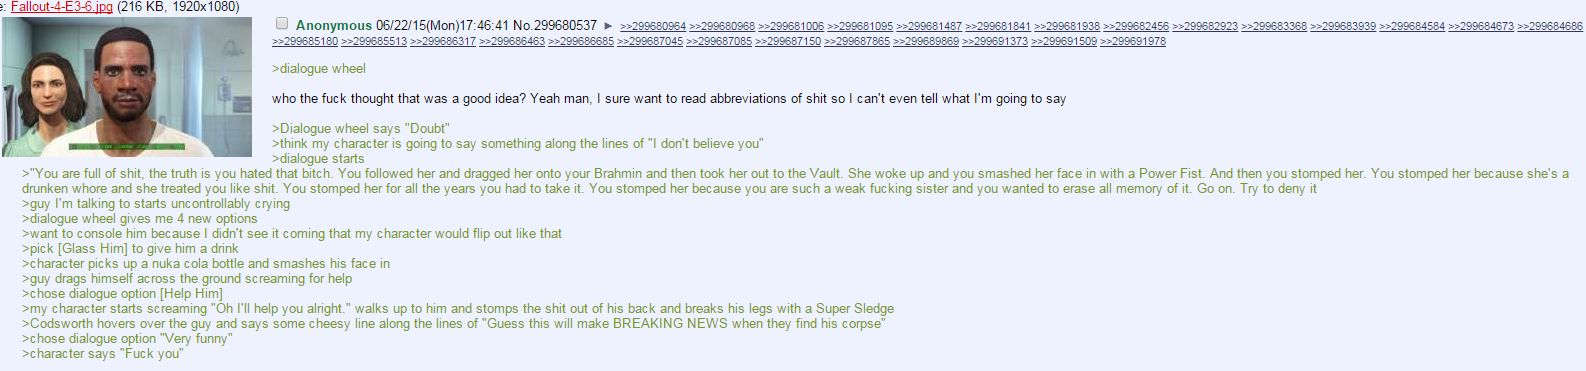 e: Fallout-4-E3-6.jpg (216 KB, 1920x1080)
Anonymous 06/22/15(Mon)17:46:41 No.299680537 ► >>299680964 >>299680968 >>299681006 >>299681095 >>299681487 >>299681841 >>299681938 >>299682456 >>299682923 >>299683368 >>299683939 >>299684584 >>299684673 >>299684686
>>299685180 >>299685513 >>299686317 >>299686463 >>299686685 >>299687045 >>299687085 >>299687150 >>299687865 >>299689869 >>299691373 >>299691509 >>299691978
>dialogue wheel
who the fuck thought that was a good idea? Yeah man, I sure want to read abbreviations of shit so I can't even tell what I'm going to say
>Dialogue wheel says "Doubt"
>think my character is going to say something along the lines of "I don't believe you"
>dialogue starts
>"You are full of shit, the truth is you hated that bitch. You followed her and dragged her onto your Brahmin and then took her out to the Vault. She woke up and you smashed her face in with a Power Fist. And then you stomped her. You stomped her because she's a
drunken whore and she treated you like shit. You stomped her for all the years you had to take it. You stomped her because you are such a weak fucking sister and you wanted to erase all memory of it. Go on. Try to deny it
>guy I'm talking to starts uncontrollably crying
>dialogue wheel gives me 4 new options
>want to console him because I didn't see it coming that my character would flip out like that
>pick [Glass Him] to give him a drink
>character picks up a nuka cola bottle and smashes his face in
>guy drags himself across the ground screaming for help
>chose dialogue option [Help Him]
>my character starts screaming "Oh I'll help you alright." walks up to him and stomps the shit out of his back and breaks his legs with a Super Sledge
>Codsworth hovers over the guy and says some cheesy line along the lines of "Guess this will make BREAKING NEWS when they find his corpse"
>chose dialogue option "Very funny"
>character says "Fuck you"